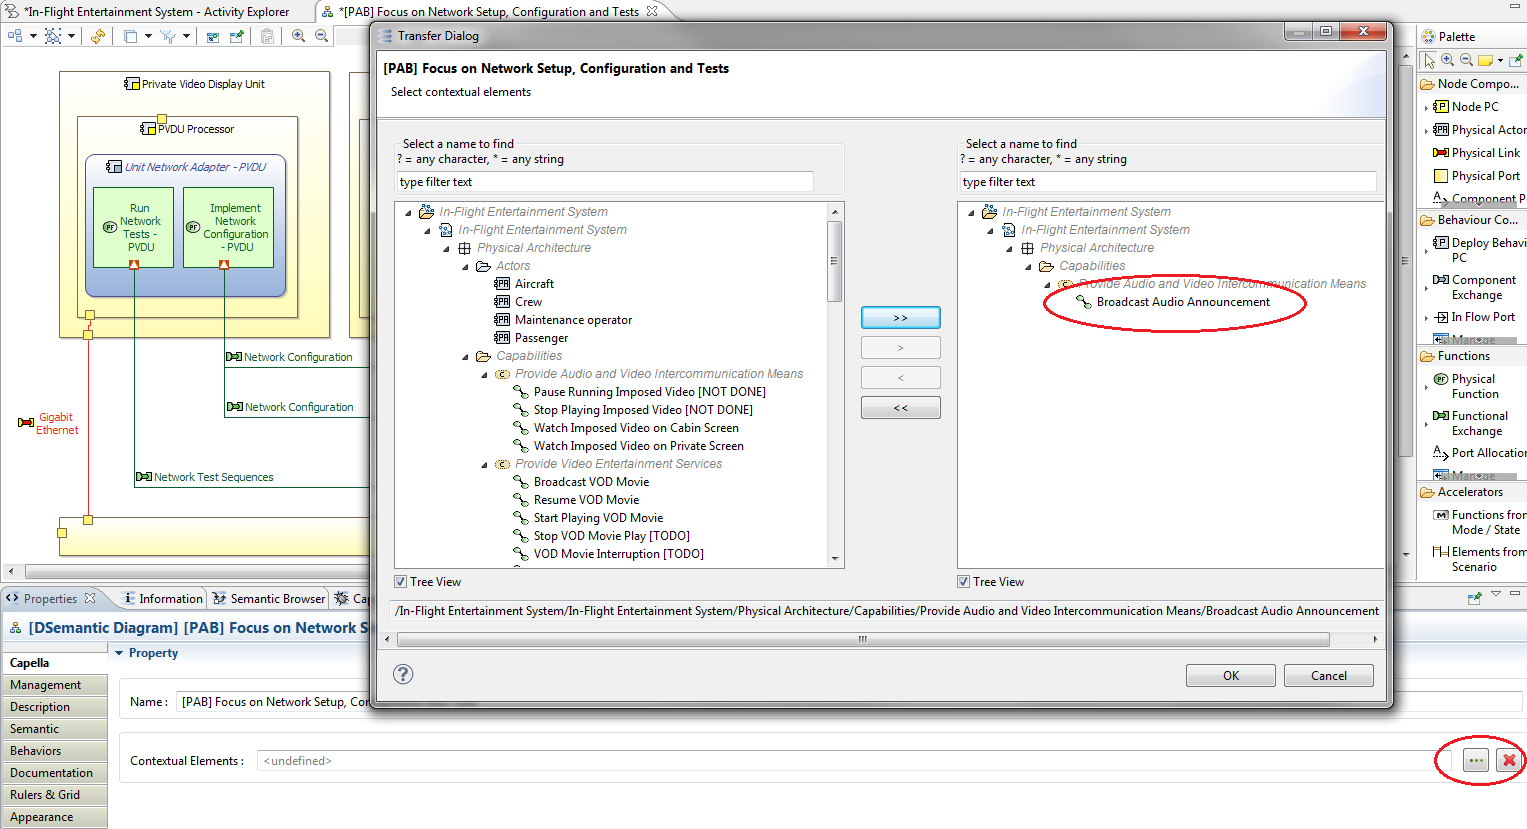 *In-Flight Entertainment System - Activity Explorer
*[PAB] Focus on Network Setup, Configuration and Tests
Transfer Dialog
[PAB] Focus on Network Setup, Configuration and Tests
Select contextual elements
Select a name to find
? = any character, * = any string
type filter text
In-Flight Entertainment System
In-Flight Entertainment System
Physical Architecture
Actors
Aircraft
Crew
Maintenance operator
Passenger
Capabilities
Provide Audio and Video Intercommunication Means
Pause Running Imposed Video [NOT DONE]
Stop Playing Imposed Video [NOT DONE]
Watch Imposed Video on Cabin Screen
Watch Imposed Video on Private Screen
Provide Video Entertainment Services
Broadcast VOD Movie
Resume VOD Movie
Start Playing VOD Movie
Stop VOD Movie Play [TODO]
VOD Movie Interruption [TODO]
Tree View
>>
>
<
<<
Select a name to find
? = any character, * = any string
type filter text
In-Flight Entertainment System
In-Flight Entertainment System
Physical Architecture
Capabilities
Provide Audio and Video Intercommunication Means
Broadcast Audio Announcement
Tree View
/In-Flight Entertainment System/In-Flight Entertainment System/Physical Architecture/Capabilities/Provide Audio and Video Intercommunication Means/Broadcast Audio Announcement
OK
Cancel
Private Video Display Unit
PVDU Processor
Unit Network Adapter - PVDU
PF
Run
Network
Tests -
PVDU
PF
Implement
Network
Configuration
- PVDU
Network Configuration
Network Configuration
Gigabit
Ethernet
Network Test Sequences
Palette
Node Compo...
Node PC
Physical Actor
Physical Link
Physical Port
Component P
Behaviour Co...
Deploy Behavi
PC
Component
Exchange
In Flow Port
Manage
Functions
Physical
Function
Functional
Exchange
Port Allocation
Manage
Accelerators
Functions from
Mode / State
Elements from
Scenario
Properties
Information
Semantic Browser
Cap
[DSemantic Diagram] [PAB] Focus on Network S
Capella
Management
Description
Semantic
Behaviors
Documentation
Rulers & Grid
Appearance
Property
Name :
[PAB] Focus on Network Setup, Con
Contextual Elements :
<undefined>